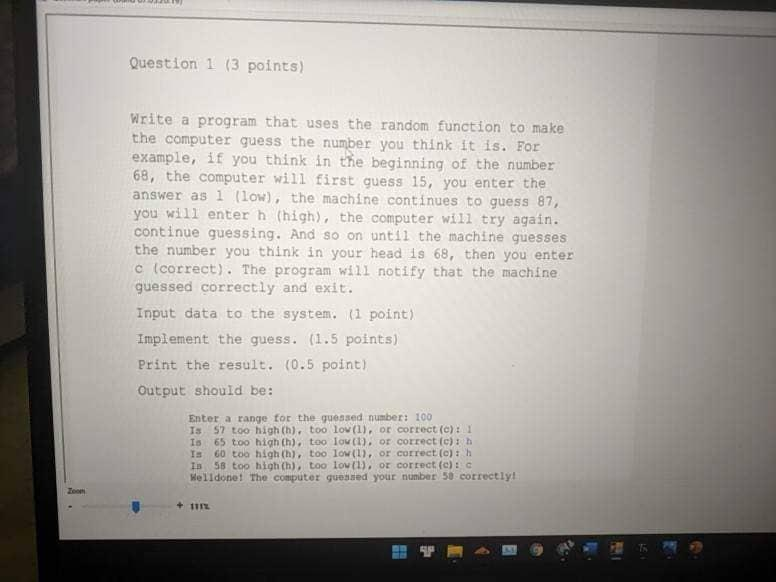 Question 1 (3 points)
Write a program that uses the random function to make
the computer guess the number you think it is. For
example, if you think in the beginning of the number
68, the computer will first guess 15, you enter the
answer as l (low), the machine continues to guess 87,
you will enter h (high), the computer will try again.
continue guessing. And so on until the machine guesses
the number you think in your head is 68, then you enter
c (correct). The program will notify that the machine
guessed correctly and exit.
Input data to the system. (1 point)
Implement the guess. (1.5 points)
Print the result. (0.5 point)
Output should be:
Enter a range for the guessed number: 100
Is 57 too high(h), too low(l), or correct(c): l
Is 65 too high(h), too low(l), or correct(c): h
Is 60 too high(h), too low(l), or correct(c): h
Is 58 too high(h), too low(l), or correct(c): c
Welldone! The computer guessed your number 58 correctly!
Zoom
- + 111%